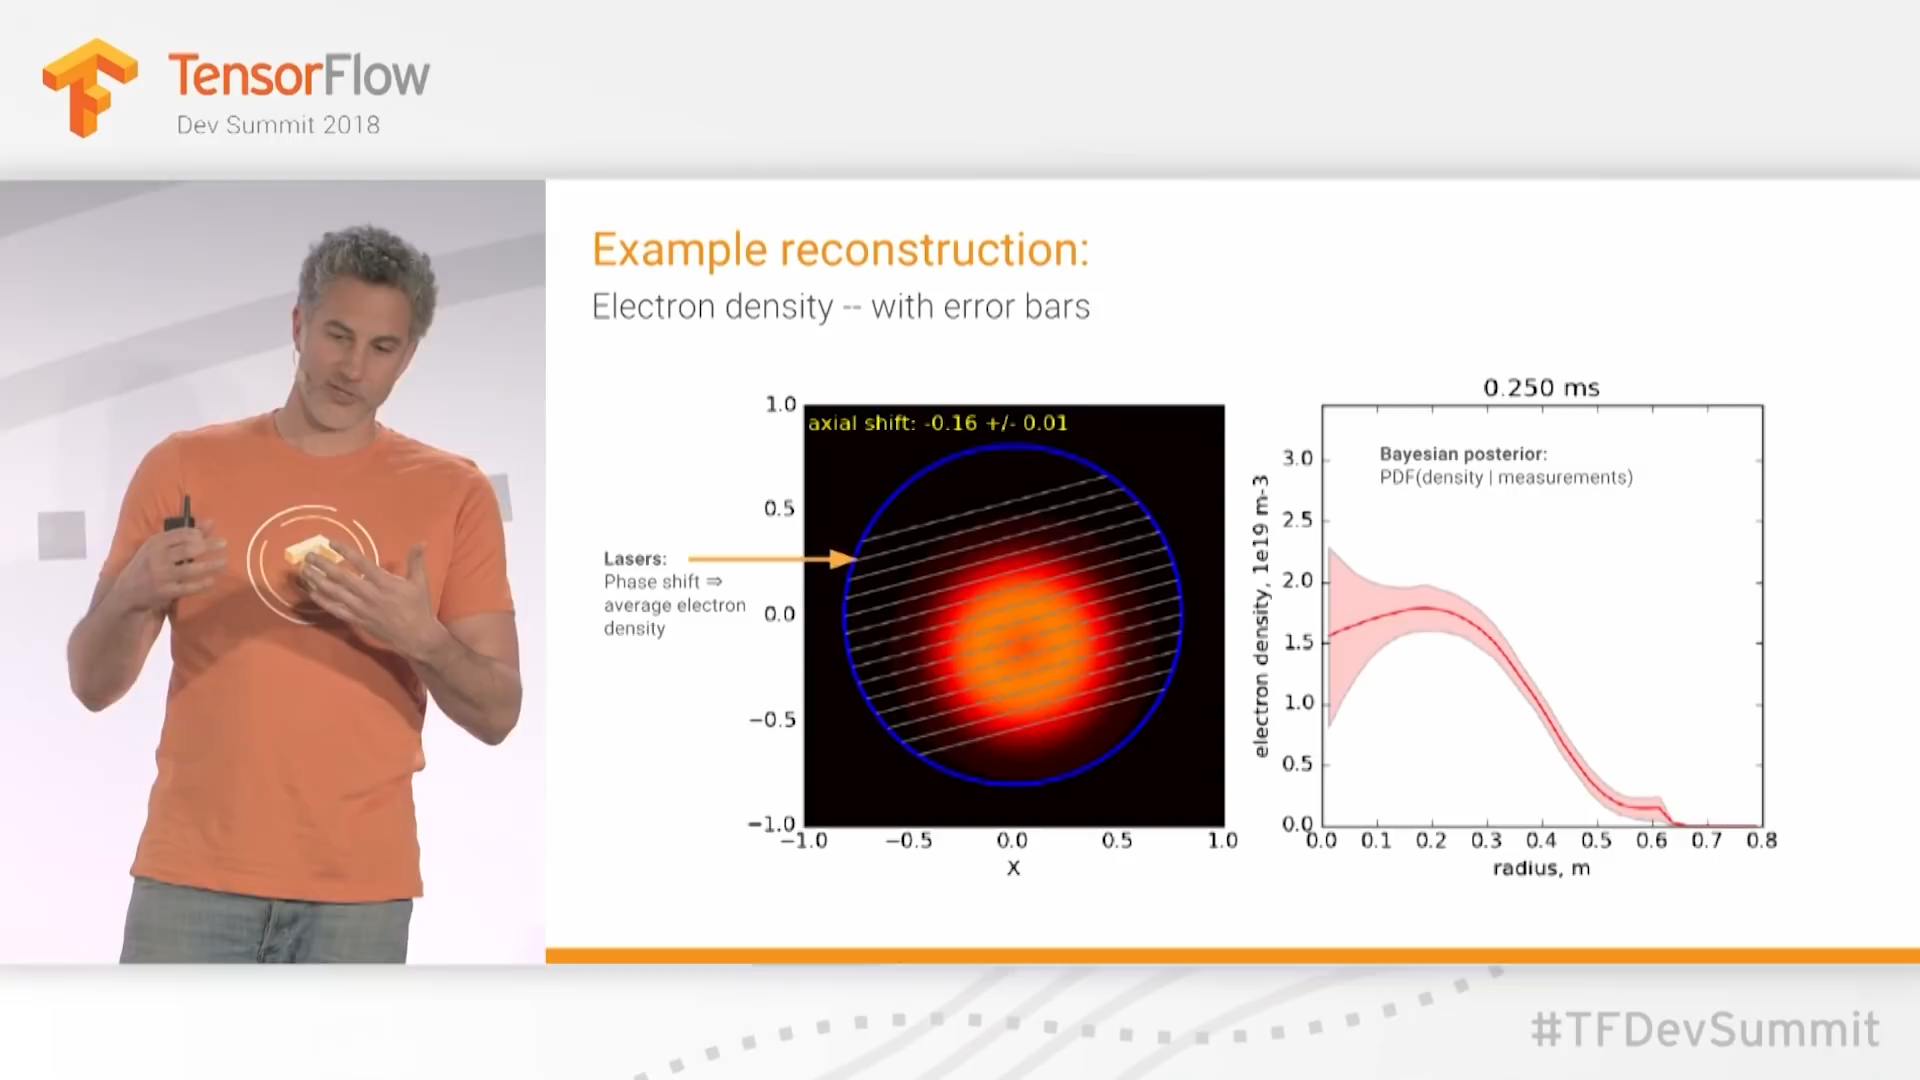 TensorFlow
Dev Summit 2018
Example reconstruction:
Electron density -- with error bars
Lasers:
Phase shift ⇒
average electron
density
axial shift: -0.16 +/- 0.01
1.0
0.5
0.0
−0.5
−1.0
−1.0 −0.5 0.0 0.5 1.0
X
0.250 ms
Bayesian posterior:
PDF(density | measurements)
electron density, 1e19 m-3
3.0
2.5
2.0
1.5
1.0
0.5
0.0
0.0 0.1 0.2 0.3 0.4 0.5 0.6 0.7 0.8
radius, m
#TFDevSummit